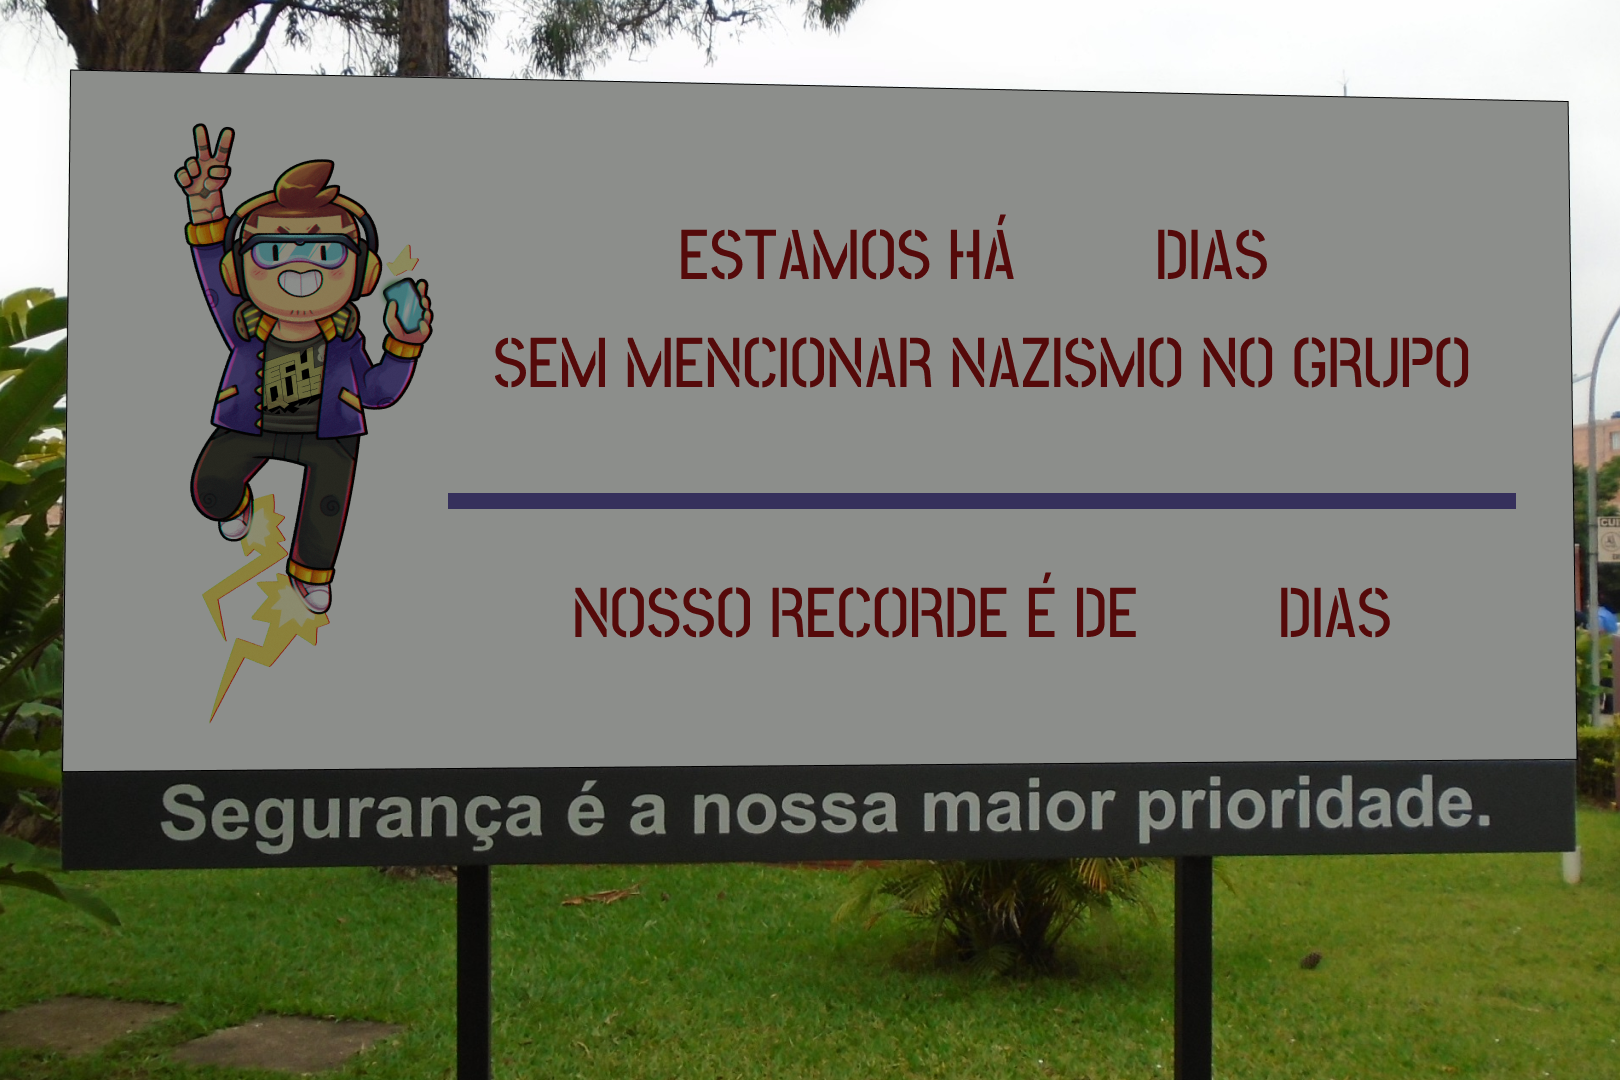 ESTAMOS HÁ DIAS
SEM MENCIONAR NAZISMO NO GRUPO
NOSSO RECORDE É DE DIAS
Segurança é a nossa maior prioridade.